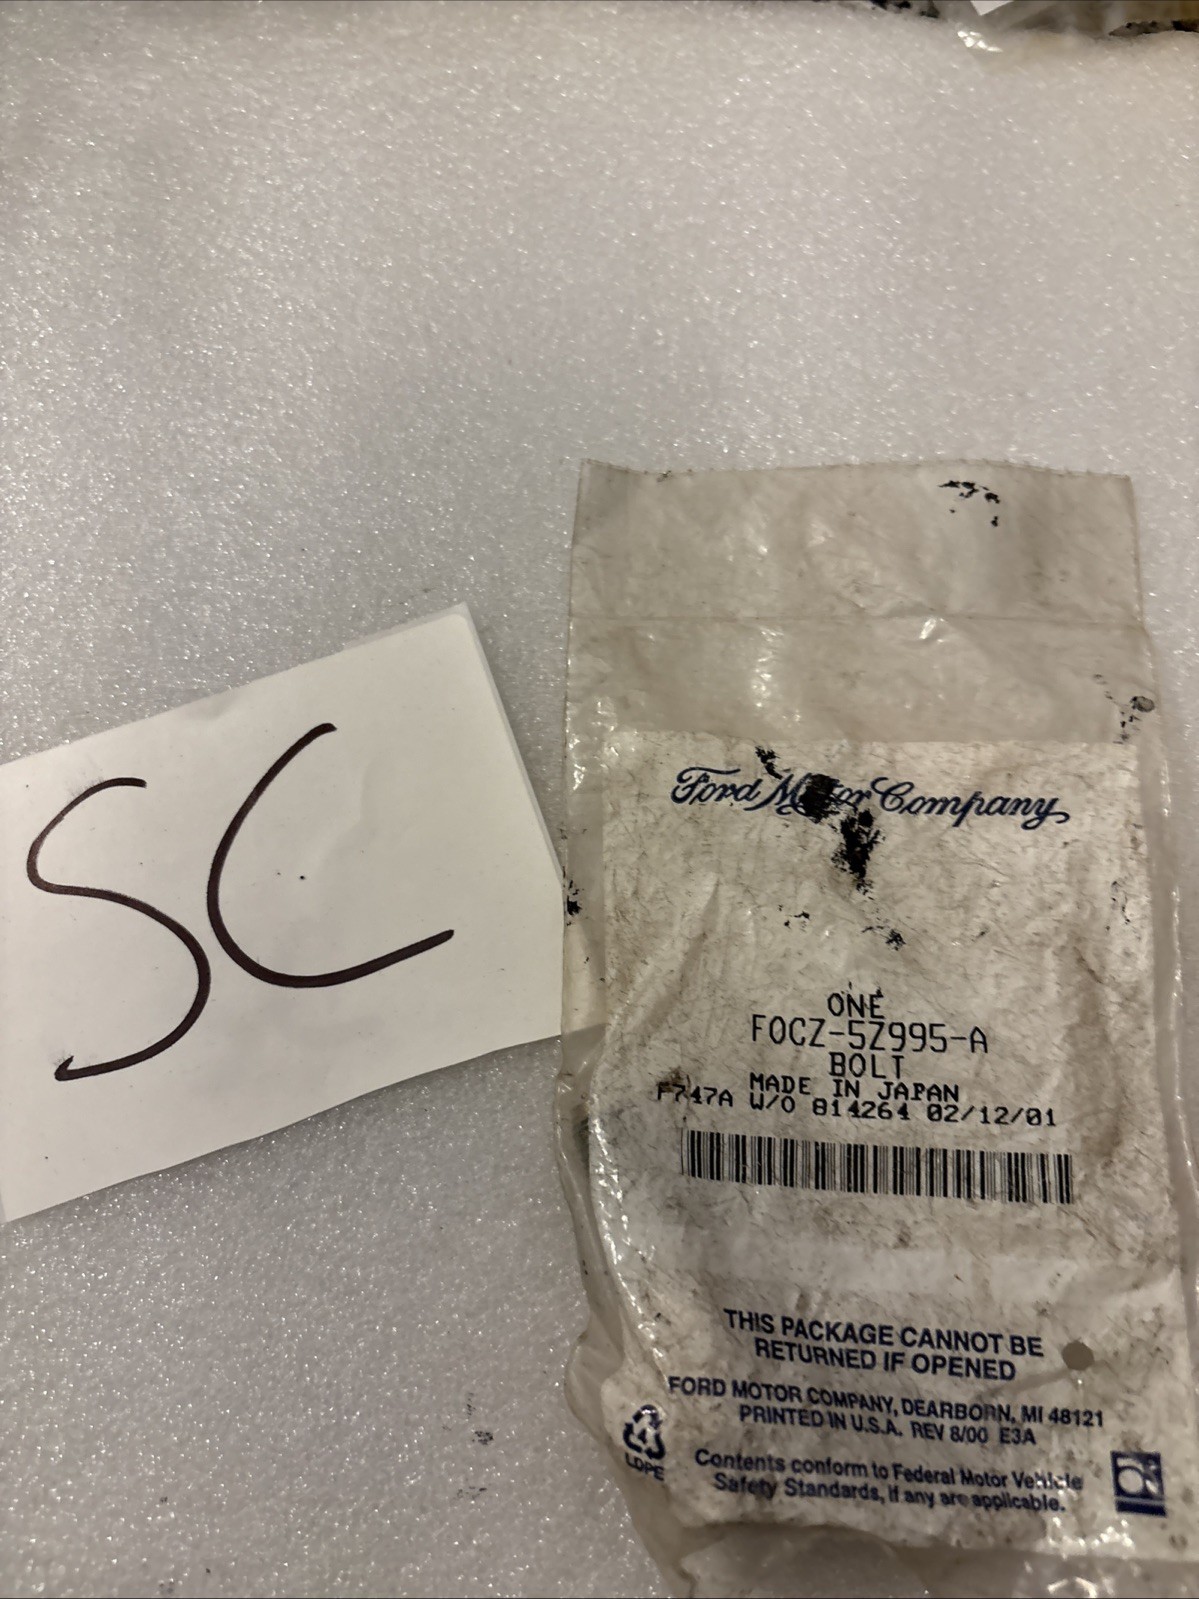 SC
Ford Motor Company
ONE
FOCZ-5Z995-A
BOLT
MADE IN JAPAN
F747A W/O 814264 02/12/01
THIS PACKAGE CANNOT BE
RETURNED IF OPENED
FORD MOTOR COMPANY, DEARBORN, MI 48121
PRINTED IN U.S.A. REV 8/00 E3A
4
LDPE
Contents conform to Federal Motor Vehicle
Safety Standards, if any are applicable.